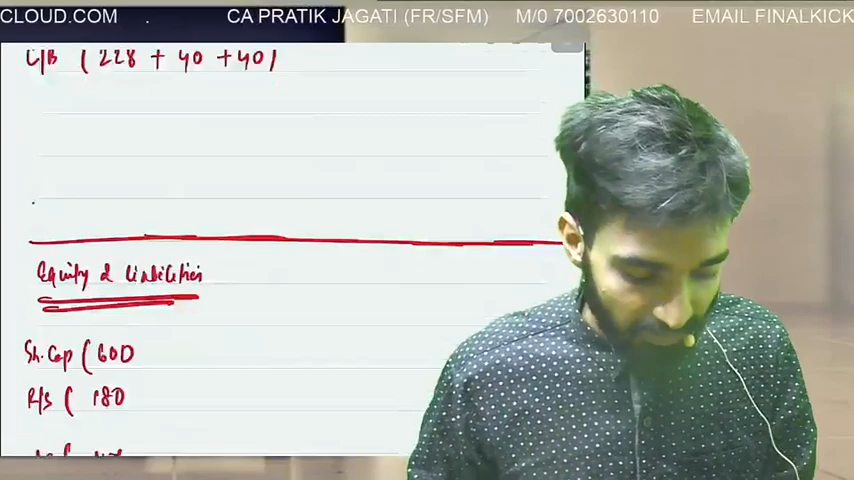 CLOUD.COM . CA PRATIK JAGATI (FR/SFM) M/0 7002630110 EMAIL FINALKICK
C/B ( 228 + 40 + 40)
Equity & Liabilities
Sh. Cap ( 600
R/S ( 180